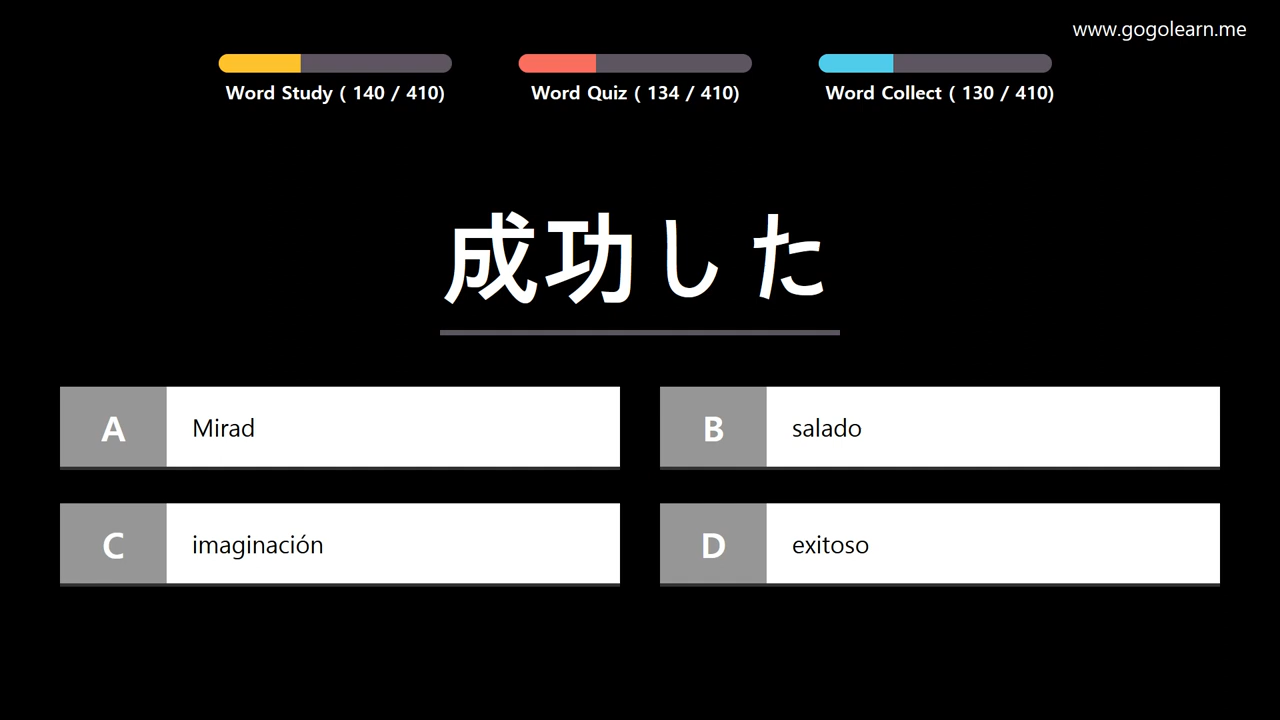 www.gogolearn.me
Word Study ( 140 / 410)
Word Quiz ( 134 / 410)
Word Collect ( 130 / 410)
成功した
A Mirad
B salado
C imaginación
D exitoso